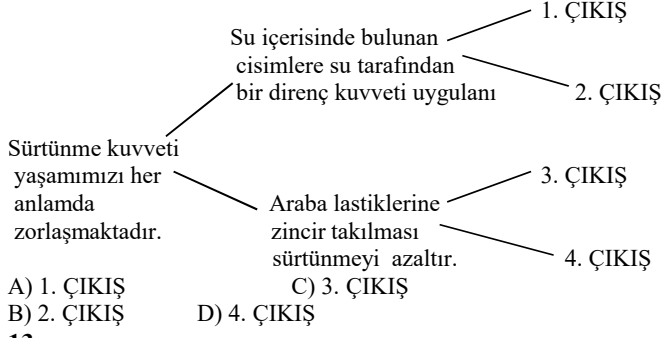 1. ÇIKIŞ
Su içerisinde bulunan
cisimlere su tarafından
bir direnç kuvveti uygulanı
2. ÇIKIŞ
Sürtünme kuvveti
yaşamımızı her
anlamda
zorlaşmaktadır.
3. ÇIKIŞ
Araba lastiklerine
zincir takılması
sürtünmeyi azaltır.
4. ÇIKIŞ
A) 1. ÇIKIŞ C) 3. ÇIKIŞ
B) 2. ÇIKIŞ D) 4. ÇIKIŞ